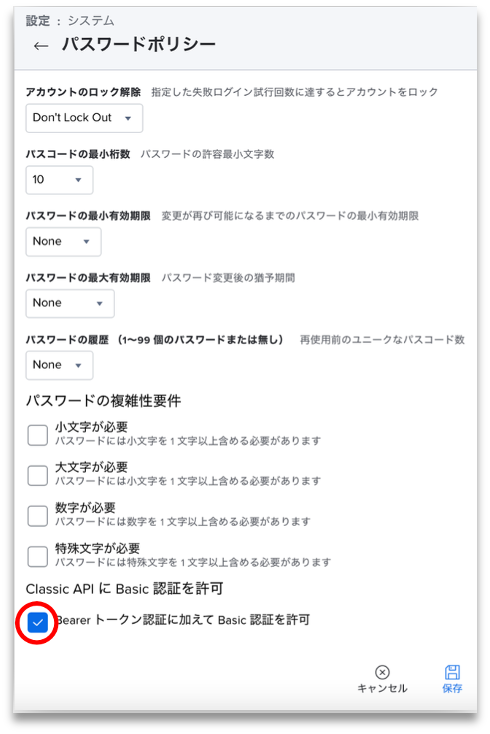 設定 : システム
← パスワードポリシー
アカウントのロック解除 指定した失敗ログイン試行回数に達するとアカウントをロック
Don't Lock Out
パスコードの最小桁数 パスワードの許容最小文字数
10
パスワードの最小有効期限 変更が再び可能になるまでのパスワードの最小有効期限
None
パスワードの最大有効期限 パスワード変更後の猶予期間
None
パスワードの履歴 （1〜99 個のパスワードまたは無し） 再使用前のユニークなパスコード数
None
パスワードの複雑性要件
小文字が必要
パスワードには小文字を 1 文字以上含める必要があります
大文字が必要
パスワードには小文字を 1 文字以上含める必要があります
数字が必要
パスワードには数字を 1 文字以上含める必要があります
特殊文字が必要
パスワードには特殊文字を 1 文字以上含める必要があります
Classic API に Basic 認証を許可
Bearer トークン認証に加えて Basic 認証を許可
キャンセル 保存